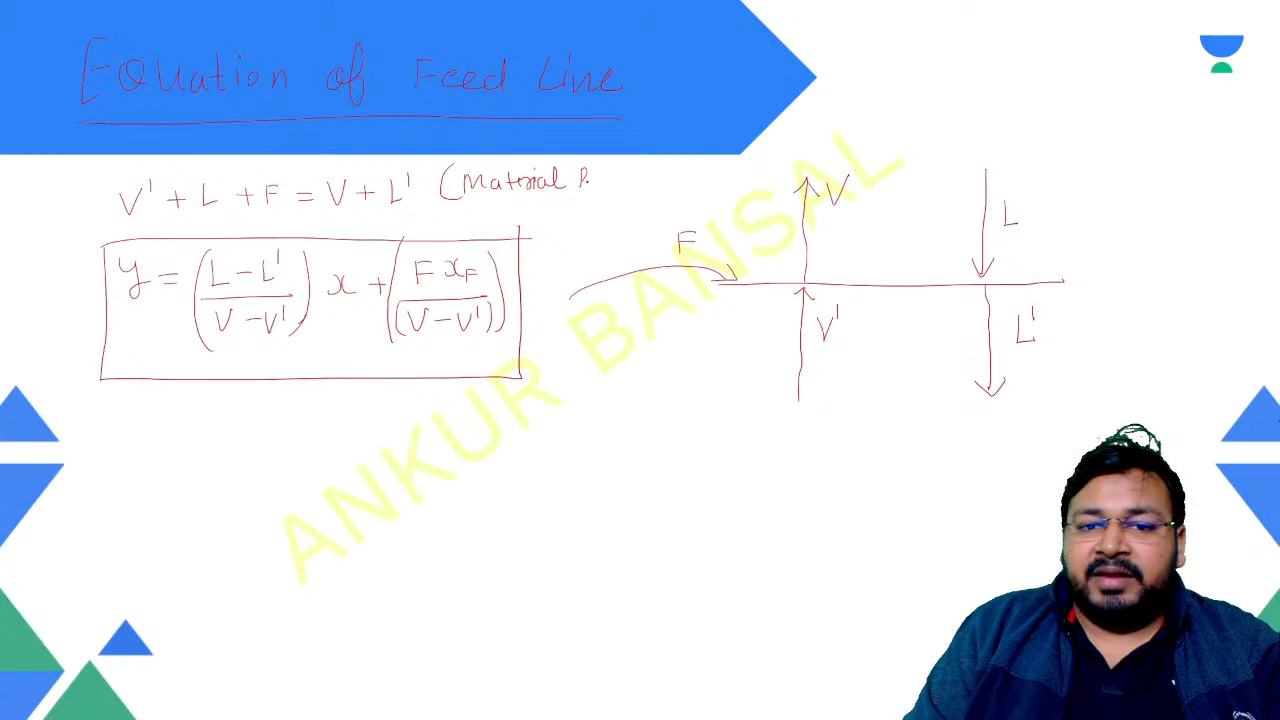 Equation of Feed Line
V' + L + F = V + L' (Material B
y = ((L - L')/(V - V')) x + (F x_F/(V - V'))
F
V
L
V'
L'
ANKUR BANSAL